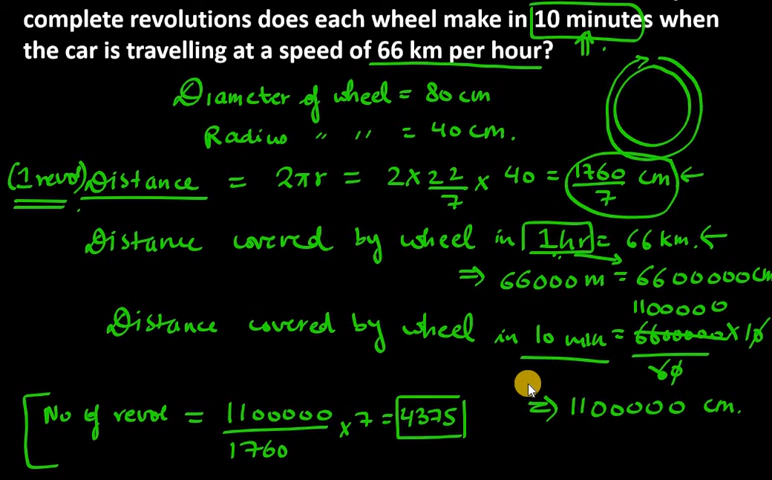 complete revolutions does each wheel make in 10 minutes when
the car is travelling at a speed of 66 km per hour?
Diameter of wheel = 80 cm
Radius " " = 40 cm.
(1 revol) Distance = 2πr = 2 × 22/7 × 40 = 1760/7 cm ←
Distance covered by wheel in 1hr = 66 km. ←
⇒ 66000 m = 6600000 cm
1100000
Distance covered by wheel in 10 min = 6600000 × 10/60
No of revol = 1100000/1760 × 7 = 4375
⇒ 1100000 cm.